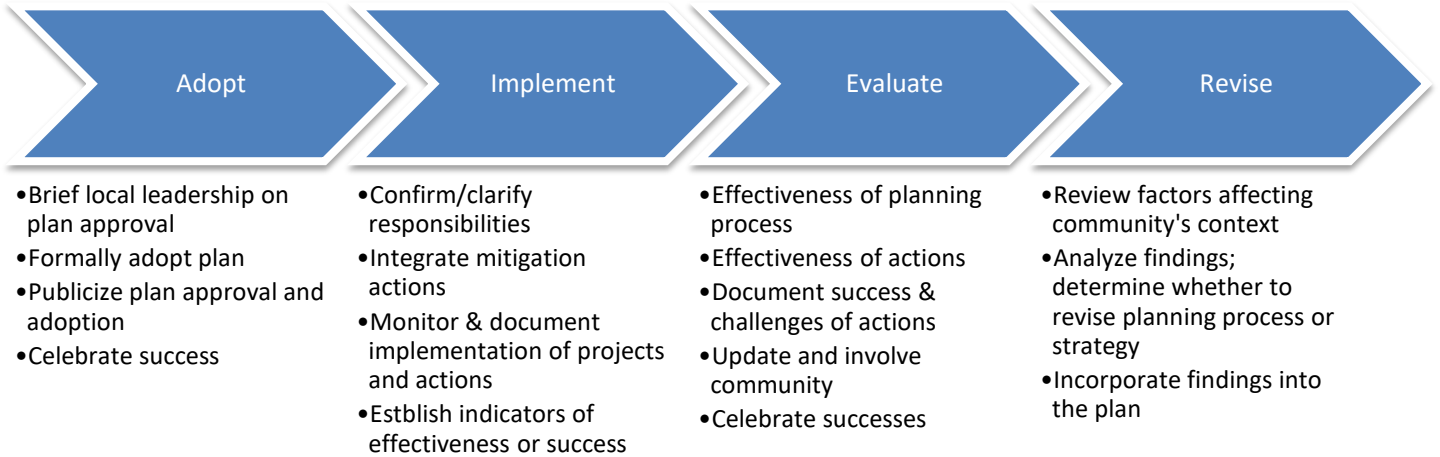 Adopt
Implement
Evaluate
Revise
•Brief local leadership on
plan approval
•Formally adopt plan
•Publicize plan approval and
adoption
•Celebrate success
•Confirm/clarify
responsibilities
•Integrate mitigation
actions
•Monitor & document
implementation of projects
and actions
•Estblish indicators of
effectiveness or success
•Effectiveness of planning
process
•Effectiveness of actions
•Document success &
challenges of actions
•Update and involve
community
•Celebrate successes
•Review factors affecting
community's context
•Analyze findings;
determine whether to
revise planning process or
strategy
•Incorporate findings into
the plan